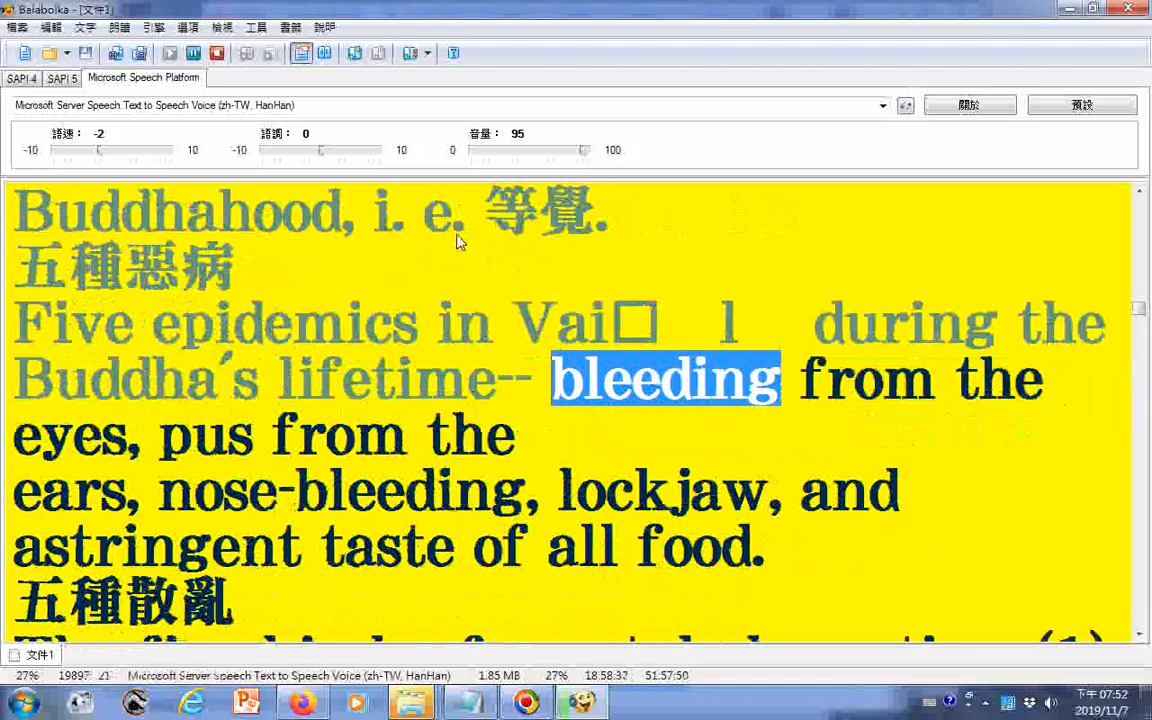 Balabolka - [文件1]
檔案 編輯 文字 朗讀 引擎 選項 檢視 工具 書籤 說明
SAPI 4 SAPI 5 Microsoft Speech Platform
Microsoft Server Speech Text to Speech Voice (zh-TW, HanHan) 關於 預設
語速： -2 語調： 0 音量： 95
-10 10 -10 10 0 100
Buddhahood, i. e. 等覺.
五種惡病
Five epidemics in Vai□ l during the
Buddha's lifetime-- bleeding from the
eyes, pus from the
ears, nose-bleeding, lockjaw, and
astringent taste of all food.
五種散亂
文件1
27% Microsoft Server Speech Text to Speech Voice (zh-TW, HanHan) 1.85 MB 27% 18:58:37 51:57:50
下午 07:52
2019/11/7